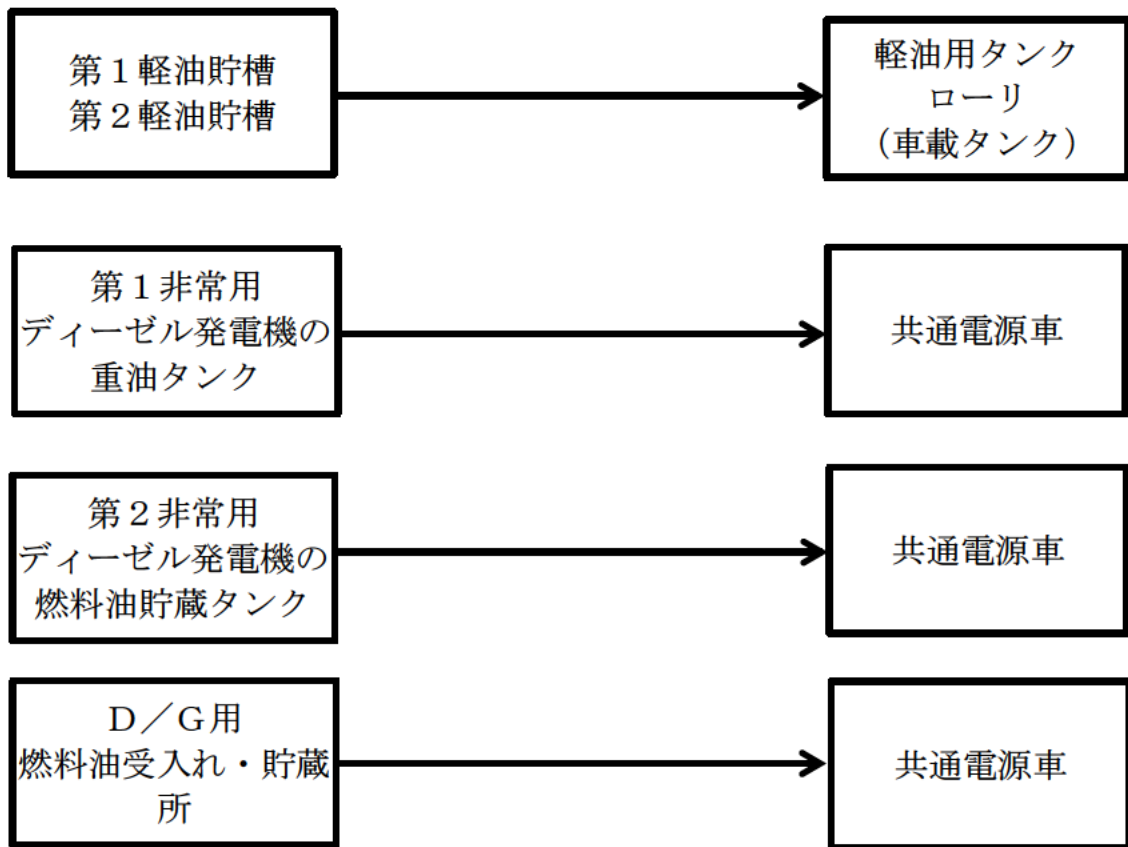 第１軽油貯槽
第２軽油貯槽
軽油用タンク
ローリ
（車載タンク）
第１非常用
ディーゼル発電機の
重油タンク
共通電源車
第２非常用
ディーゼル発電機の
燃料油貯蔵タンク
共通電源車
Ｄ／Ｇ用
燃料油受入れ・貯蔵
所
共通電源車